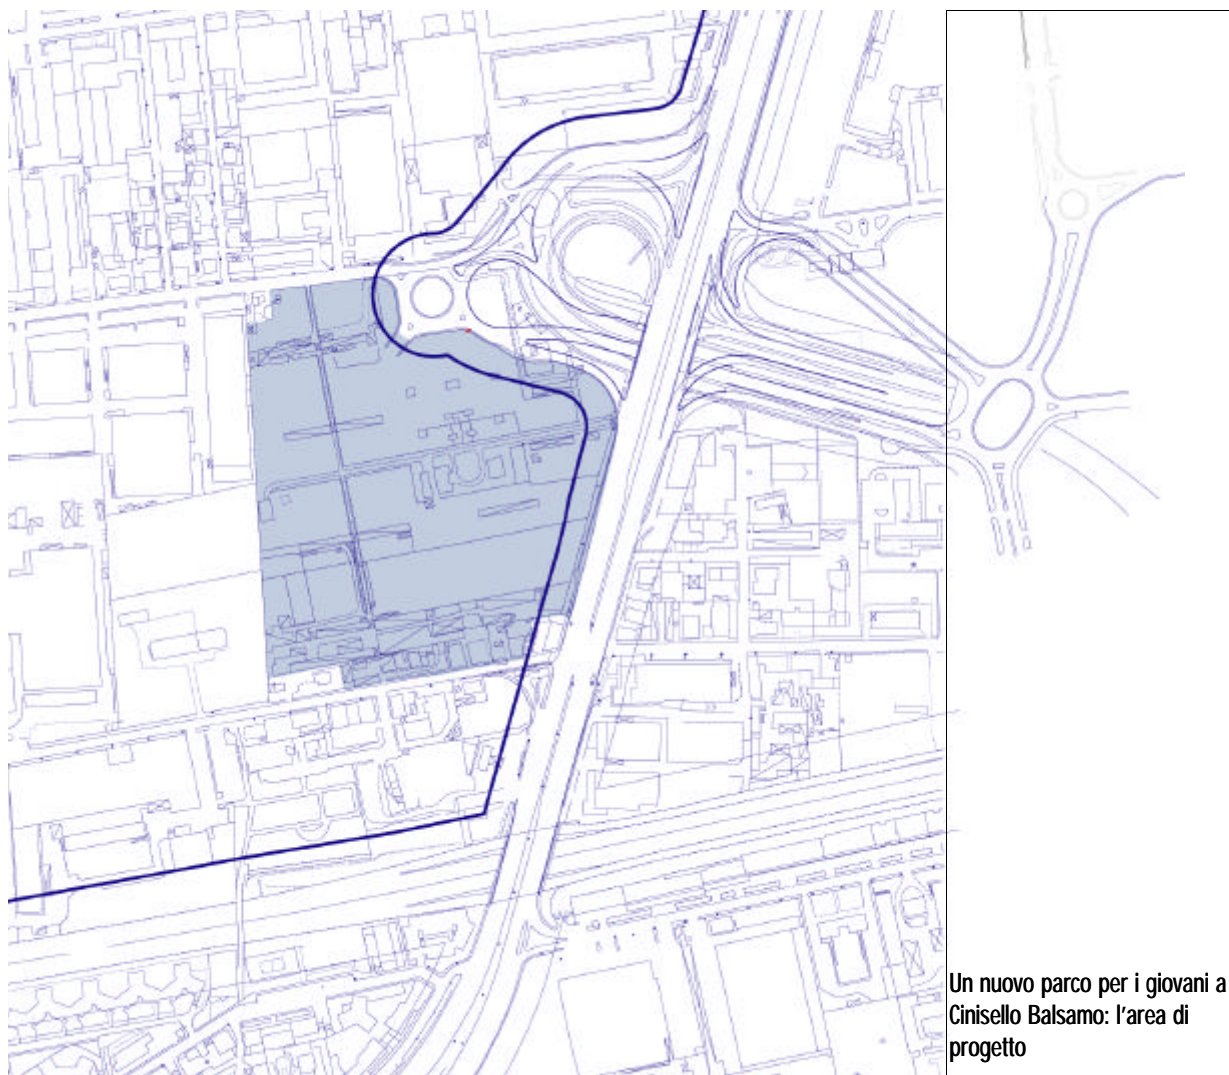 Un nuovo parco per i giovani a
Cinisello Balsamo: l'area di
progetto